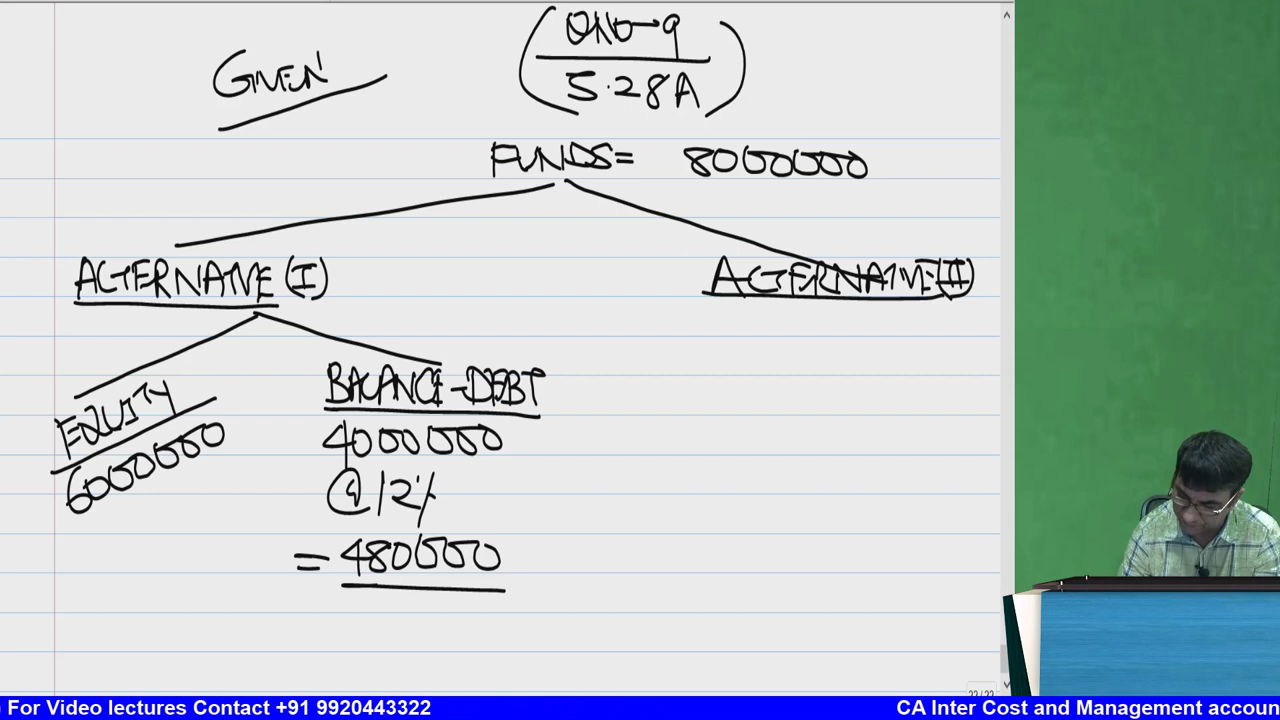 GIVEN
(QNo-9
5.28A)
FUNDS= 8000000
ALTERNATIVE (I)
ALTERNATIVE (II)
EQUITY
6000000
BALANCE-DEBT
4000000
@12%
= 480000
For Video lectures Contact +91 9920443322
CA Inter Cost and Management accoun